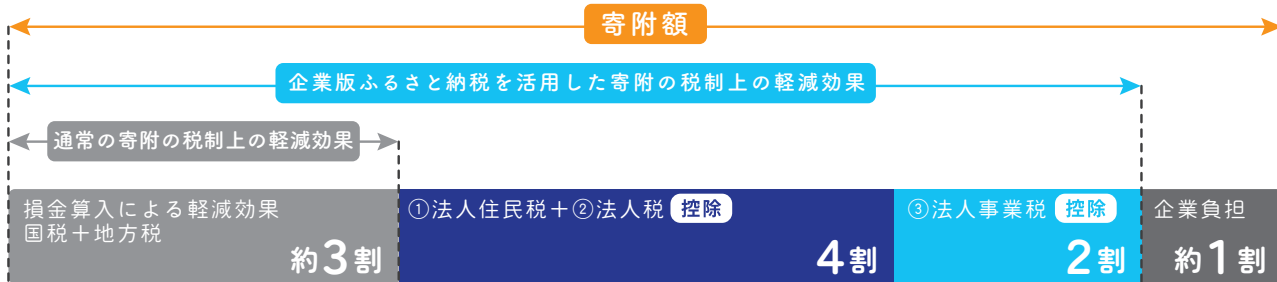 寄附額
企業版ふるさと納税を活用した寄附の税制上の軽減効果
通常の寄附の税制上の軽減効果
損金算入による軽減効果
国税＋地方税
約3割
①法人住民税＋②法人税 控除
4割
③法人事業税 控除
2割
企業負担
約1割